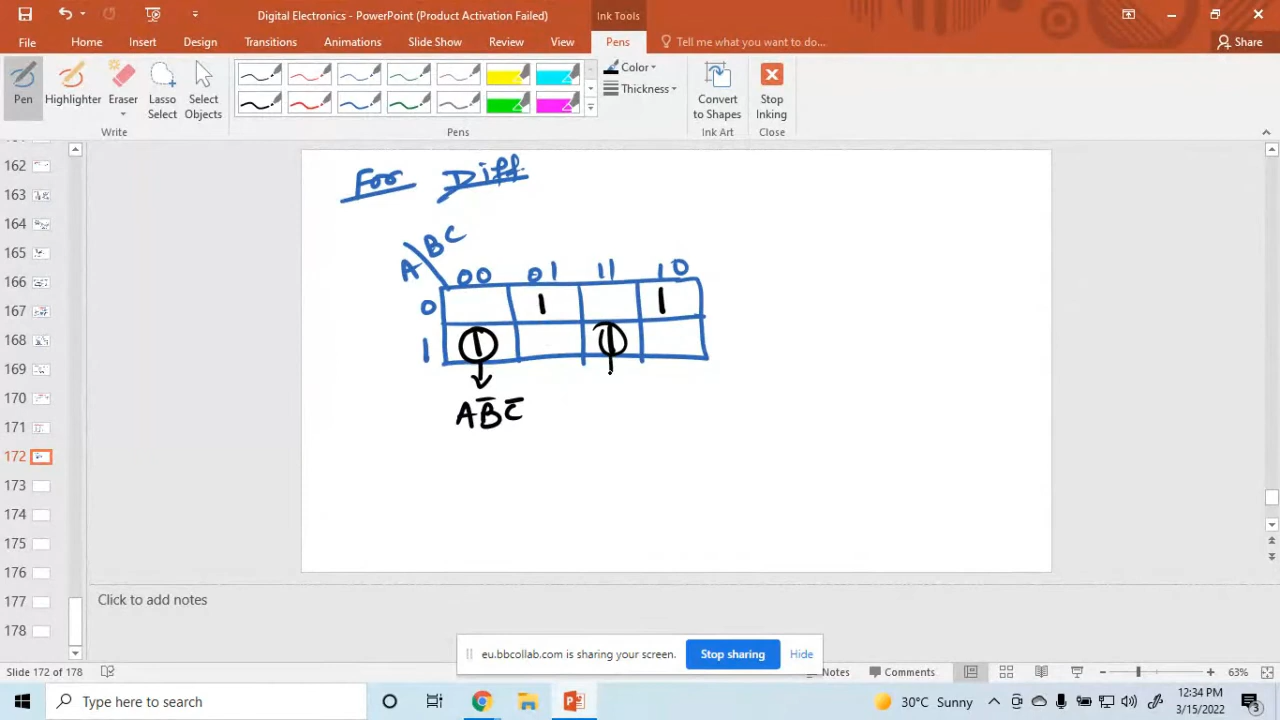 Digital Electronics - PowerPoint (Product Activation Failed)
Ink Tools
File Home Insert Design Transitions Animations Slide Show Review View Pens Tell me what you want to do... Share
Pen Highlighter Eraser Lasso Select Select Objects
Color
Thickness
Convert to Shapes
Stop Inking
Write Pens Ink Art Close
162
163
164
165
166
167
168
169
170
171
172
173
174
175
176
177
178
For Diff
A BC
00 01 11 10
0 1 1
1 1 1
AB̅C̅
Click to add notes
eu.bbcollab.com is sharing your screen. Stop sharing Hide
Slide 172 of 178 Notes Comments 63%
Type here to search 30°C Sunny 12:34 PM
3/15/2022 3